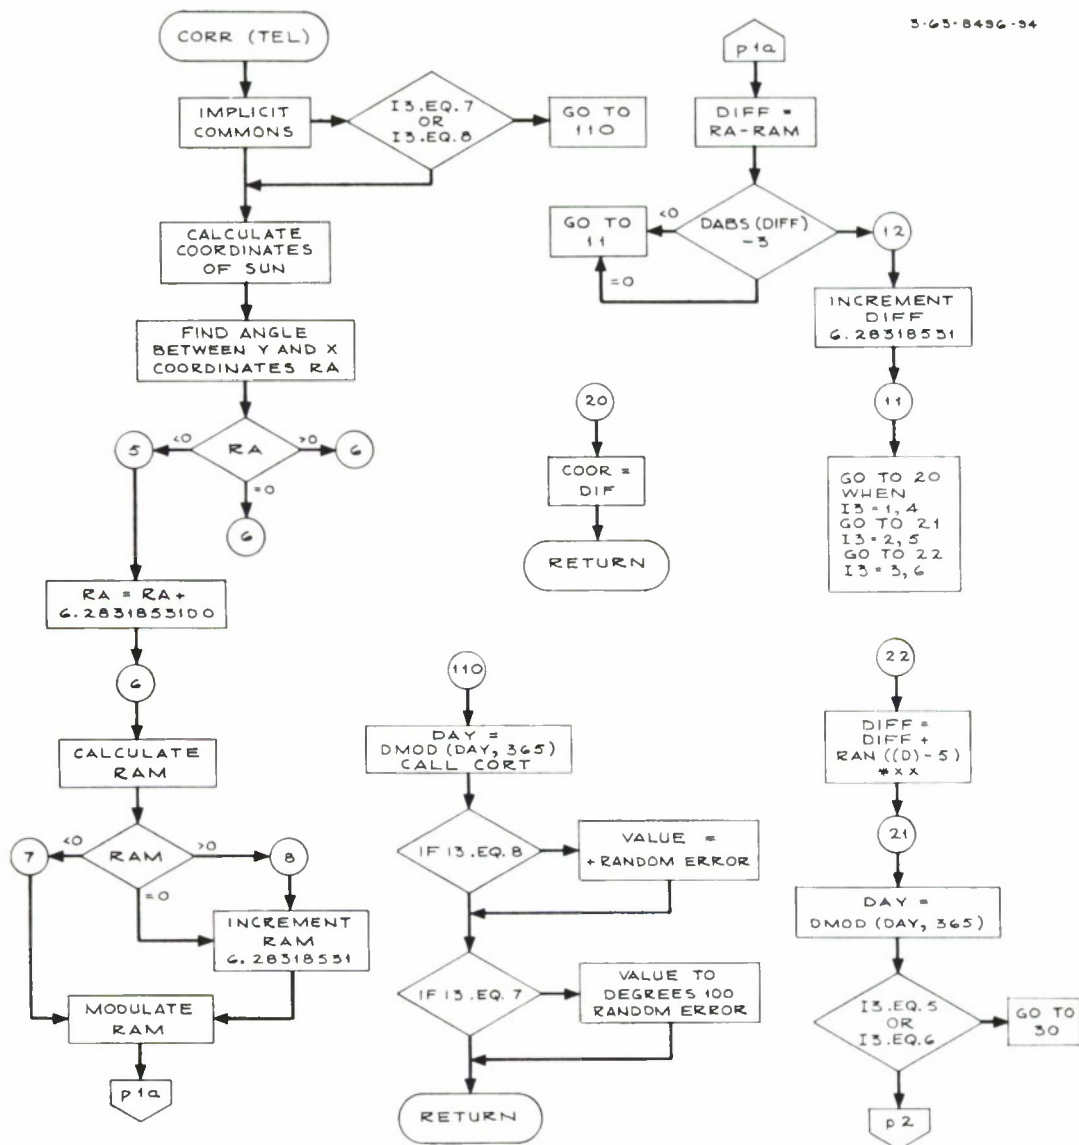 3-63-8496-94
CORR (TEL)
IMPLICIT
COMMONS
I3.EQ.7
OR
I3.EQ.8
GO TO
110
CALCULATE
COORDINATES
OF SUN
FIND ANGLE
BETWEEN Y AND X
COORDINATES RA
RA
<0
>0
=0
5
6
6
RA = RA +
6.28318531D0
6
CALCULATE
RAM
RAM
<0
>0
=0
7
8
INCREMENT
RAM
6.28318531
MODULATE
RAM
p1a
p1a
DIFF =
RA-RAM
DABS (DIFF)
-3
<0
=0
GO TO
11
12
INCREMENT
DIFF
6.28318531
11
GO TO 20
WHEN
I3 = 1, 4
GO TO 21
I3 = 2, 5
GO TO 22
I3 = 3, 6
20
COOR =
DIF
RETURN
110
DAY =
DMOD (DAY, 365)
CALL CORT
IF I3.EQ.8
VALUE =
+ RANDOM ERROR
IF I3.EQ.7
VALUE TO
DEGREES 100
RANDOM ERROR
RETURN
22
DIFF =
DIFF +
RAN ((D)-5)
*XX
21
DAY =
DMOD (DAY, 365)
I3.EQ.5
OR
I3.EQ.6
GO TO
30
p2